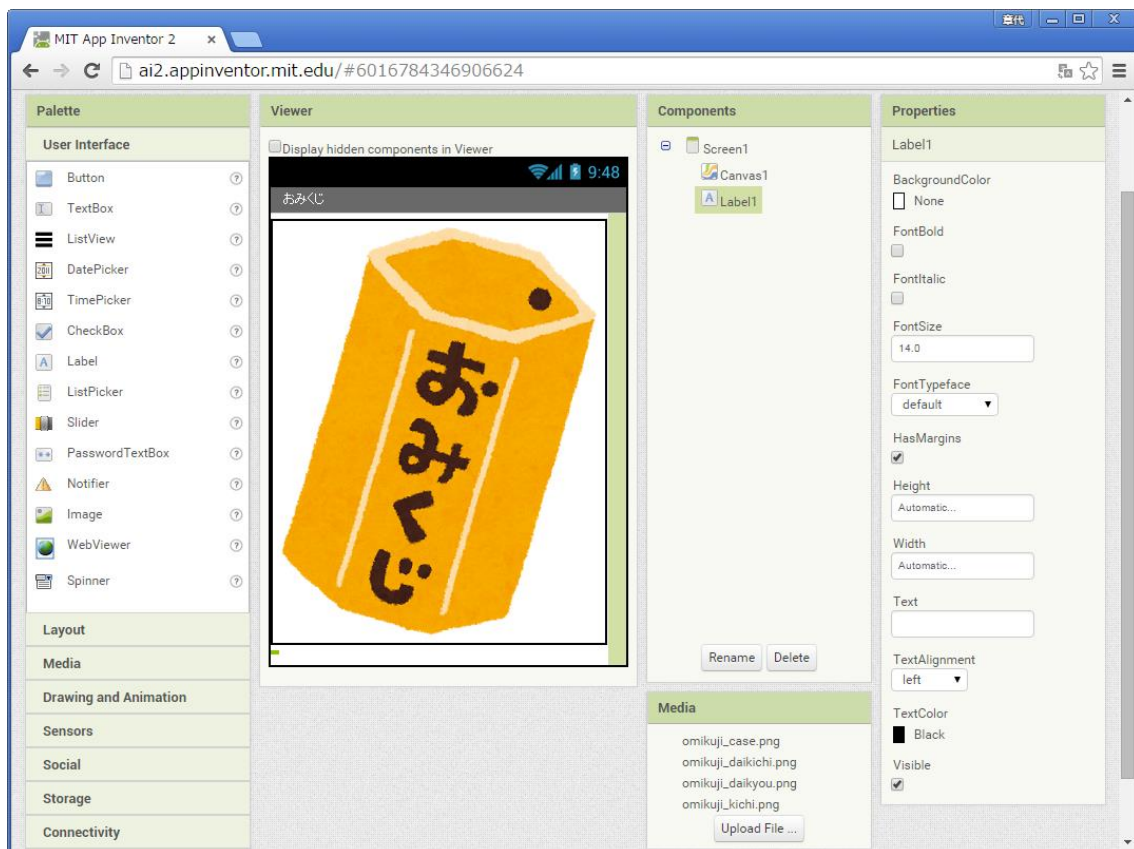 MIT App Inventor 2
ai2.appinventor.mit.edu/#6016784346906624
Palette
User Interface
Button
TextBox
ListView
DatePicker
TimePicker
CheckBox
Label
ListPicker
Slider
PasswordTextBox
Notifier
Image
WebViewer
Spinner
Layout
Media
Drawing and Animation
Sensors
Social
Storage
Connectivity
Viewer
Display hidden components in Viewer
9:48
おみくじ
おみくじ
Components
Screen1
Canvas1
Label1
Rename Delete
Media
omikuji_case.png
omikuji_daikichi.png
omikuji_daikyou.png
omikuji_kichi.png
Upload File ...
Properties
Label1
BackgroundColor
None
FontBold
FontItalic
FontSize
14.0
FontTypeface
default
HasMargins
Height
Automatic...
Width
Automatic...
Text
TextAlignment
left
TextColor
Black
Visible